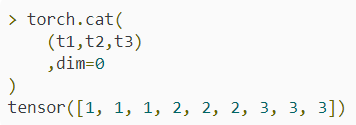 > torch.cat(
    (t1,t2,t3)
    ,dim=0
)
tensor([1, 1, 1, 2, 2, 2, 3, 3, 3])